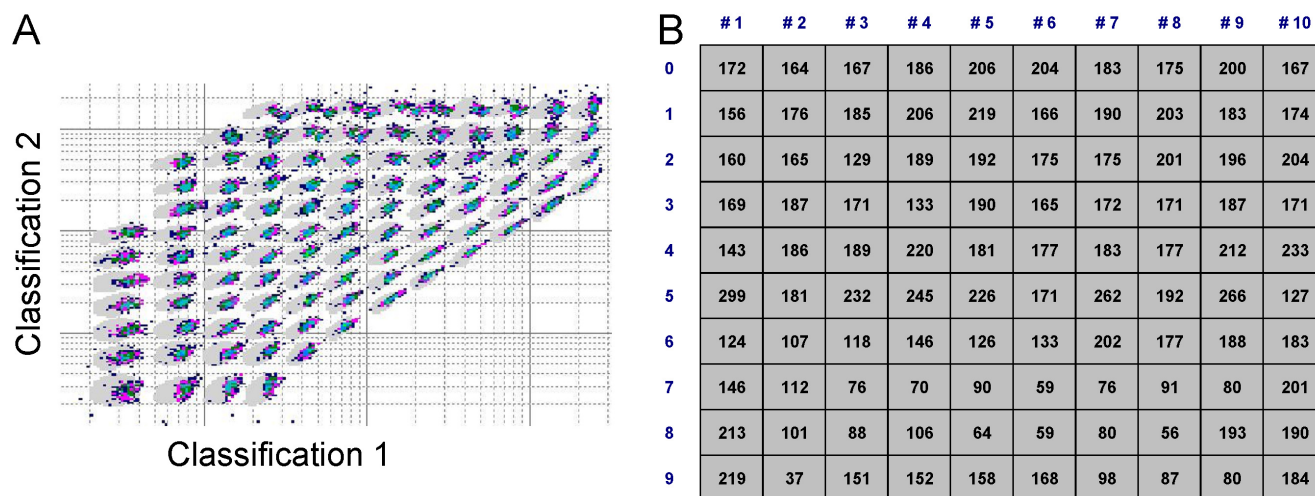 A
Classification 2
Classification 1
B
# 1 # 2 # 3 # 4 # 5 # 6 # 7 # 8 # 9 # 10
0 172 164 167 186 206 204 183 175 200 167
1 156 176 185 206 219 166 190 203 183 174
2 160 165 129 189 192 175 175 201 196 204
3 169 187 171 133 190 165 172 171 187 171
4 143 186 189 220 181 177 183 177 212 233
5 299 181 232 245 226 171 262 192 266 127
6 124 107 118 146 126 133 202 177 188 183
7 146 112 76 70 90 59 76 91 80 201
8 213 101 88 106 64 59 80 56 193 190
9 219 37 151 152 158 168 98 87 80 184